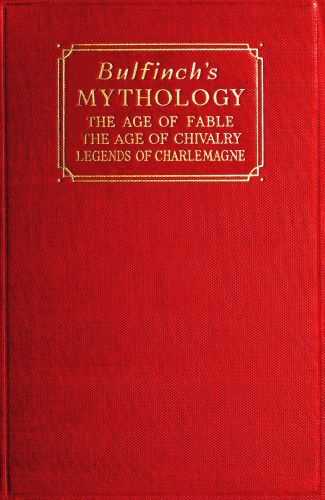 Bulfinch's
MYTHOLOGY
THE AGE OF FABLE
THE AGE OF CHIVALRY
LEGENDS OF CHARLEMAGNE